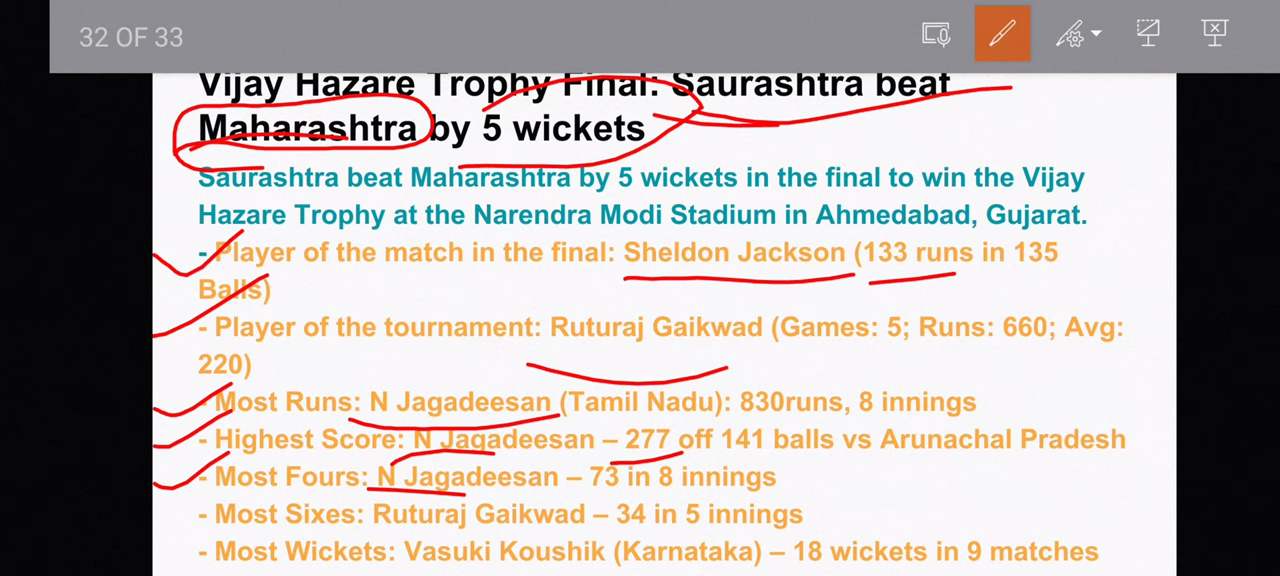 32 OF 33
Vijay Hazare Trophy Final: Saurashtra beat
Maharashtra by 5 wickets
Saurashtra beat Maharashtra by 5 wickets in the final to win the Vijay
Hazare Trophy at the Narendra Modi Stadium in Ahmedabad, Gujarat.
- Player of the match in the final: Sheldon Jackson (133 runs in 135
Balls)
- Player of the tournament: Ruturaj Gaikwad (Games: 5; Runs: 660; Avg:
220)
- Most Runs: N Jagadeesan (Tamil Nadu): 830runs, 8 innings
- Highest Score: N Jagadeesan – 277 off 141 balls vs Arunachal Pradesh
- Most Fours: N Jagadeesan – 73 in 8 innings
- Most Sixes: Ruturaj Gaikwad – 34 in 5 innings
- Most Wickets: Vasuki Koushik (Karnataka) – 18 wickets in 9 matches